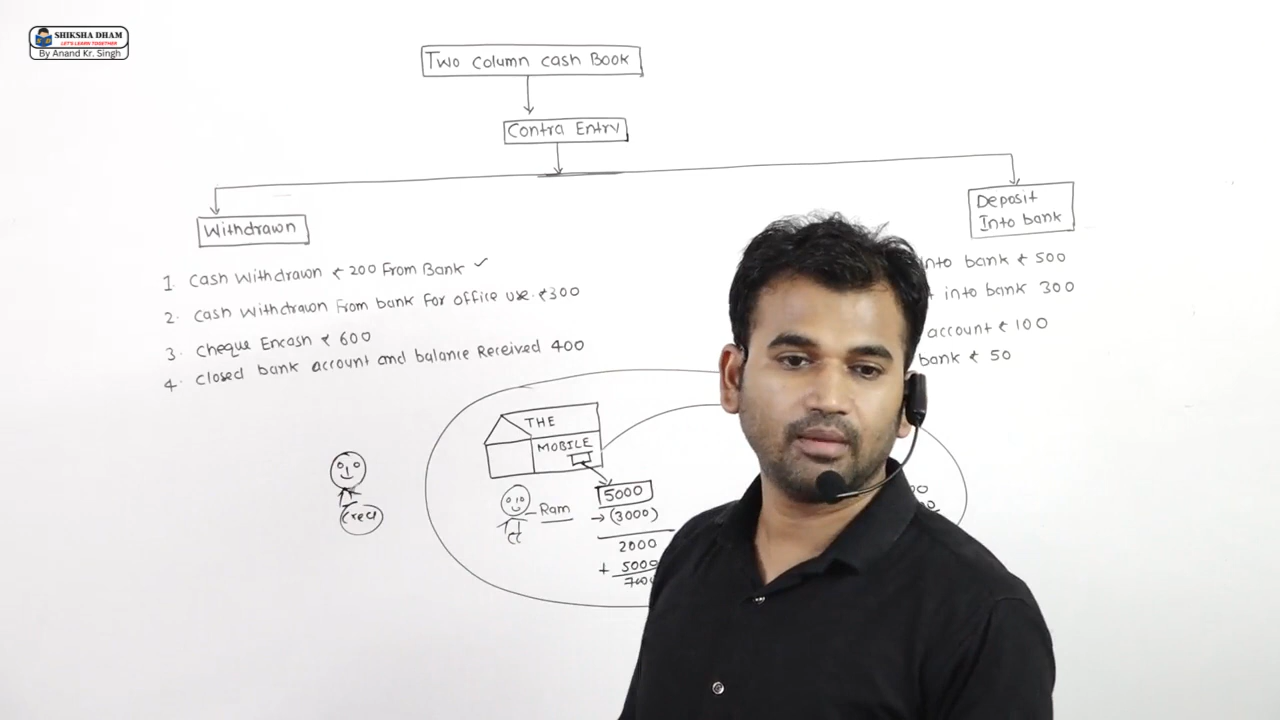 SHIKSHA DHAM
LET'S LEARN TOGETHER
By Anand Kr. Singh
Two column cash Book
Contra Entry
Withdrawn
Deposit
Into bank
1. Cash Withdrawn ₹ 200 From Bank ✓
2. Cash Withdrawn From bank For office use ₹300
3. Cheque Encash ₹ 600
4. Closed bank account and balance Received 400
into bank ₹ 500
into bank 300
account ₹ 100
bank ₹ 50
THE
MOBILE
5000
Ram
(3000)
2000
+ 5000